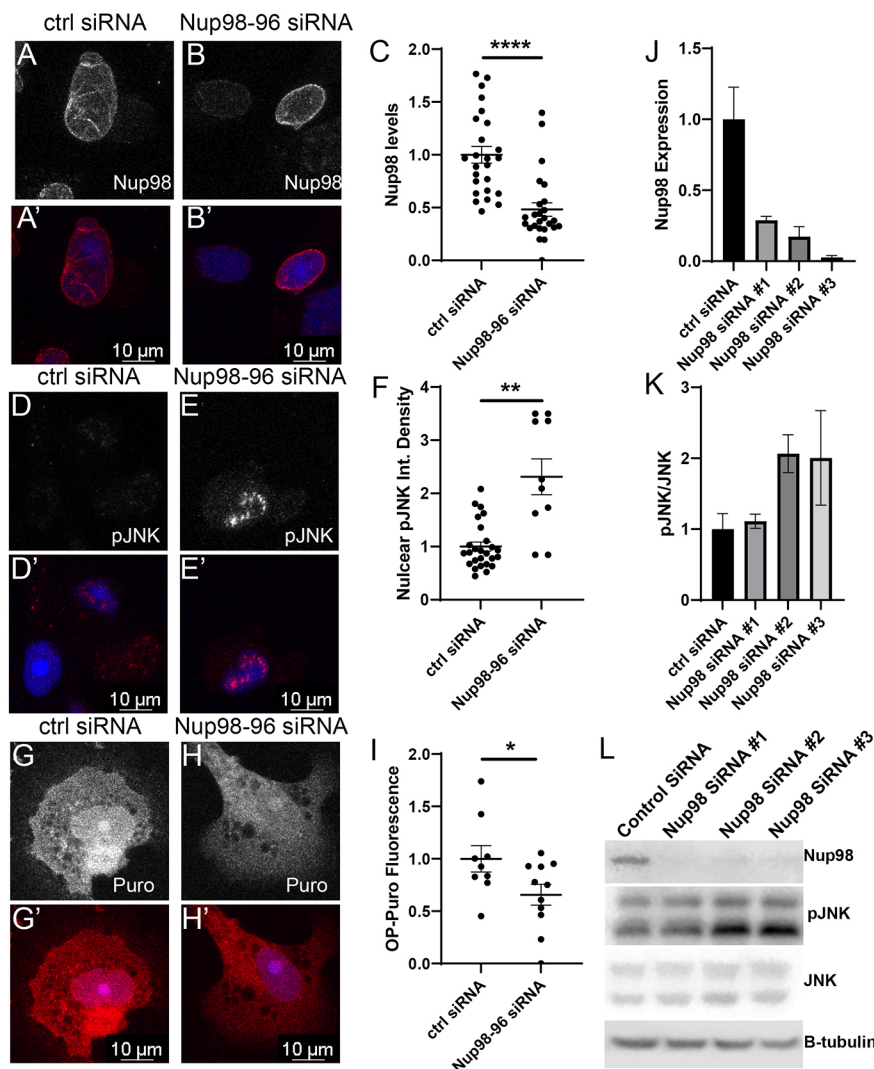 ctrl siRNA Nup98-96 siRNA
A
Nup98
B
Nup98
A'
10 µm
B'
10 µm
C
****
Nup98 levels
2.0
1.5
1.0
0.5
0.0
ctrl siRNA
Nup98-96 siRNA
J
Nup98 Expression
1.5
1.0
0.5
0.0
ctrl siRNA
Nup98 siRNA #1
Nup98 siRNA #2
Nup98 siRNA #3
ctrl siRNA Nup98-96 siRNA
D
pJNK
E
pJNK
D'
10 µm
E'
10 µm
F
**
Nulcear pJNK Int. Density
4
3
2
1
0
ctrl siRNA
Nup98-96 siRNA
K
pJNK/JNK
3
2
1
0
ctrl siRNA
Nup98 siRNA #1
Nup98 siRNA #2
Nup98 siRNA #3
ctrl siRNA Nup98-96 siRNA
G
Puro
H
Puro
G'
10 µm
H'
10 µm
I
*
OP-Puro Fluorescence
2.0
1.5
1.0
0.5
0.0
ctrl siRNA
Nup98-96 siRNA
L
Control SiRNA
Nup98 SiRNA #1
Nup98 SiRNA #2
Nup98 SiRNA #3
Nup98
pJNK
JNK
B-tubulin